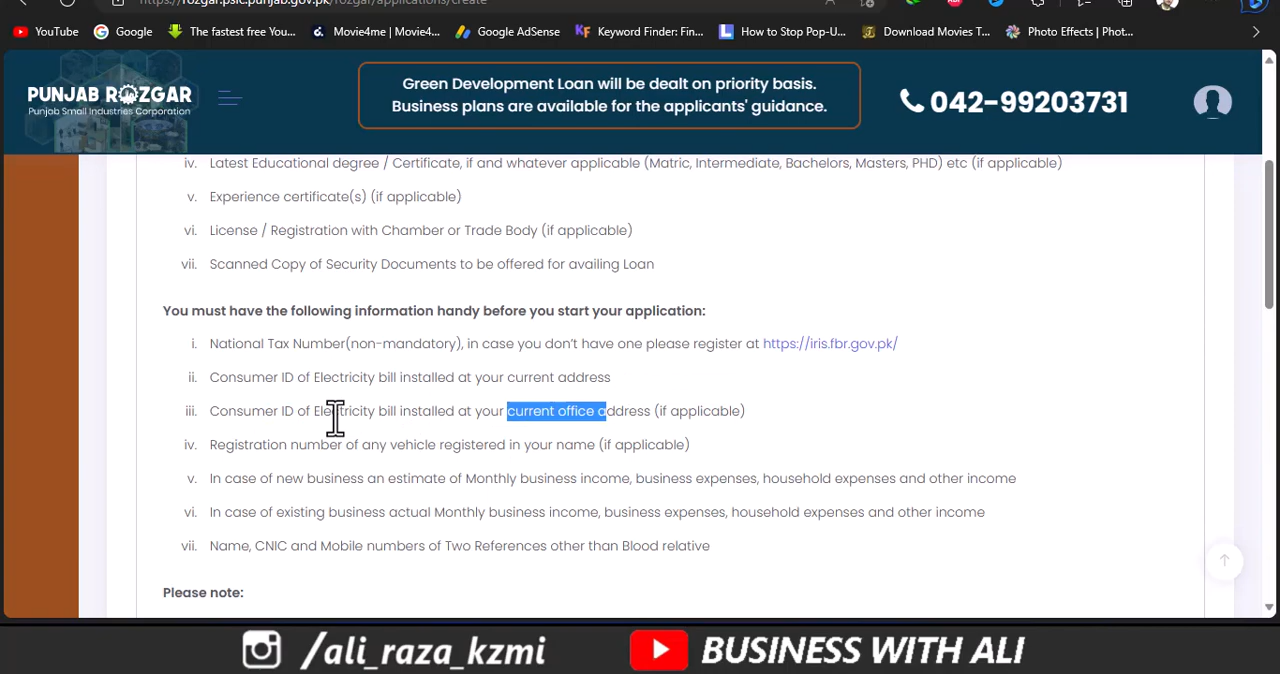 https://rozgar.psic.punjab.gov.pk/rozgar/applications/create
YouTube Google The fastest free You... Movie4me | Movie4... Google AdSense Keyword Finder: Fin... How to Stop Pop-U... Download Movies T... Photo Effects | Phot...
PUNJAB ROZGAR
Punjab Small Industries Corporation
Green Development Loan will be dealt on priority basis.
Business plans are available for the applicants' guidance.
042-99203731
iv. Latest Educational degree / Certificate, if and whatever applicable (Matric, Intermediate, Bachelors, Masters, PHD) etc (if applicable)
v. Experience certificate(s) (if applicable)
vi. License / Registration with Chamber or Trade Body (if applicable)
vii. Scanned Copy of Security Documents to be offered for availing Loan
You must have the following information handy before you start your application:
i. National Tax Number(non-mandatory), in case you don't have one please register at https://iris.fbr.gov.pk/
ii. Consumer ID of Electricity bill installed at your current address
iii. Consumer ID of Electricity bill installed at your current office address (if applicable)
iv. Registration number of any vehicle registered in your name (if applicable)
v. In case of new business an estimate of Monthly business income, business expenses, household expenses and other income
vi. In case of existing business actual Monthly business income, business expenses, household expenses and other income
vii. Name, CNIC and Mobile numbers of Two References other than Blood relative
Please note:
/ali_raza_kzmi BUSINESS WITH ALI